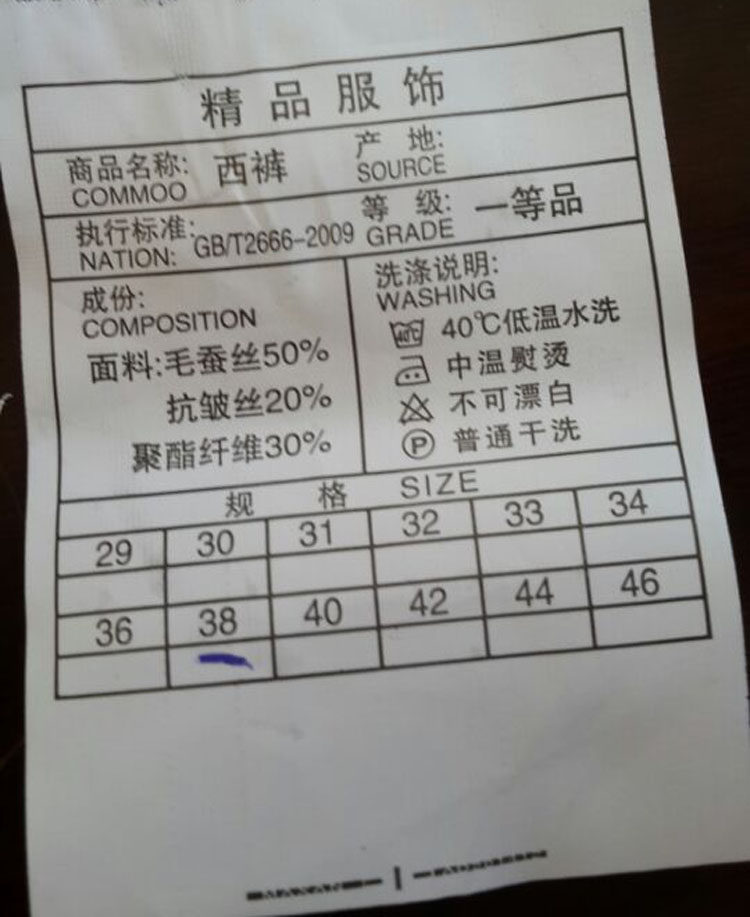 精品服饰
商品名称: 西裤 产 地:
COMMOO SOURCE
执行标准: GB/T2666-2009 等 级: 一等品
NATION: GRADE
成份:
COMPOSITION
面料:毛蚕丝50%
抗皱丝20%
聚酯纤维30%
洗涤说明:
WASHING
40 40℃低温水洗
中温熨烫
不可漂白
P 普通干洗
规 格 SIZE
29 30 31 32 33 34
36 38 40 42 44 46